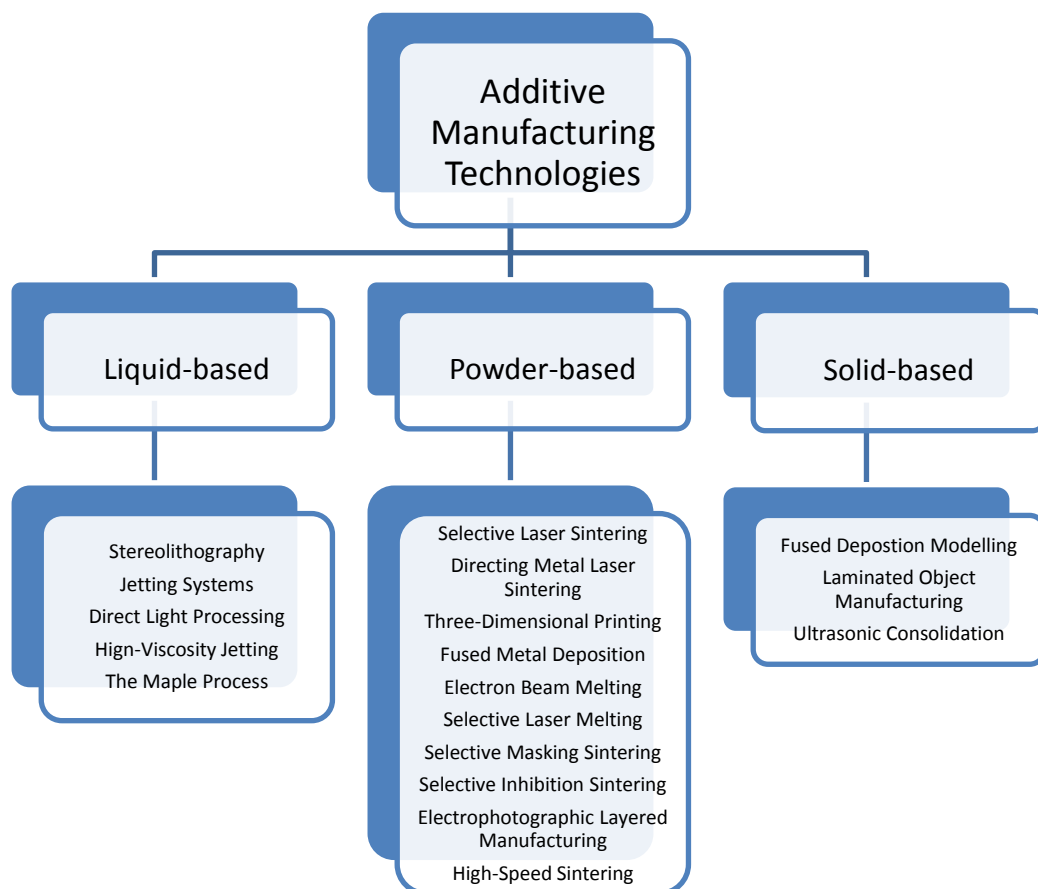 Additive
Manufacturing
Technologies
Liquid-based
Powder-based
Solid-based
Stereolithography
Jetting Systems
Direct Light Processing
Hign-Viscosity Jetting
The Maple Process
Selective Laser Sintering
Directing Metal Laser
Sintering
Three-Dimensional Printing
Fused Metal Deposition
Electron Beam Melting
Selective Laser Melting
Selective Masking Sintering
Selective Inhibition Sintering
Electrophotographic Layered
Manufacturing
High-Speed Sintering
Fused Depostion Modelling
Laminated Object
Manufacturing
Ultrasonic Consolidation